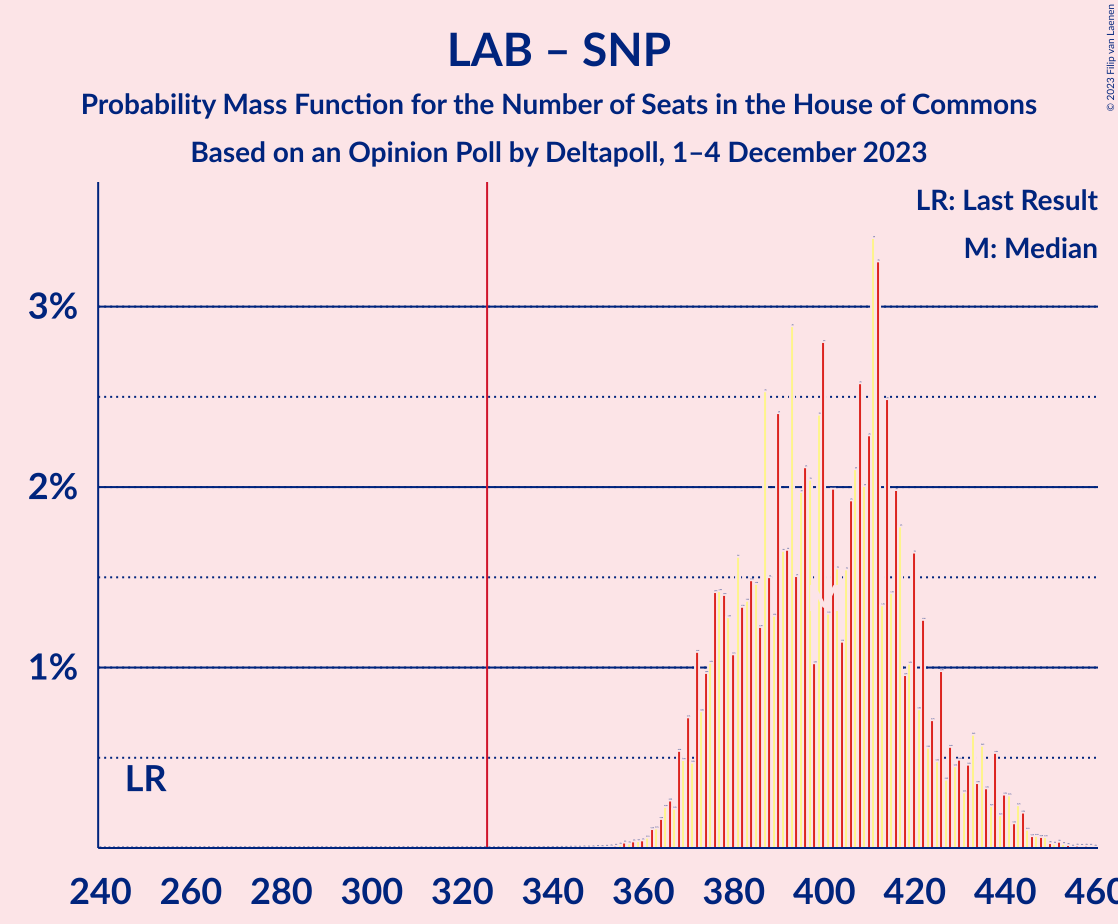 LAB – SNP
Probability Mass Function for the Number of Seats in the House of Commons
Based on an Opinion Poll by Deltapoll, 1–4 December 2023
© 2023 Filip van Laenen
LR: Last Result
M: Median
3%
2%
1%
LR
M
240 260 280 300 320 340 360 380 400 420 440 460